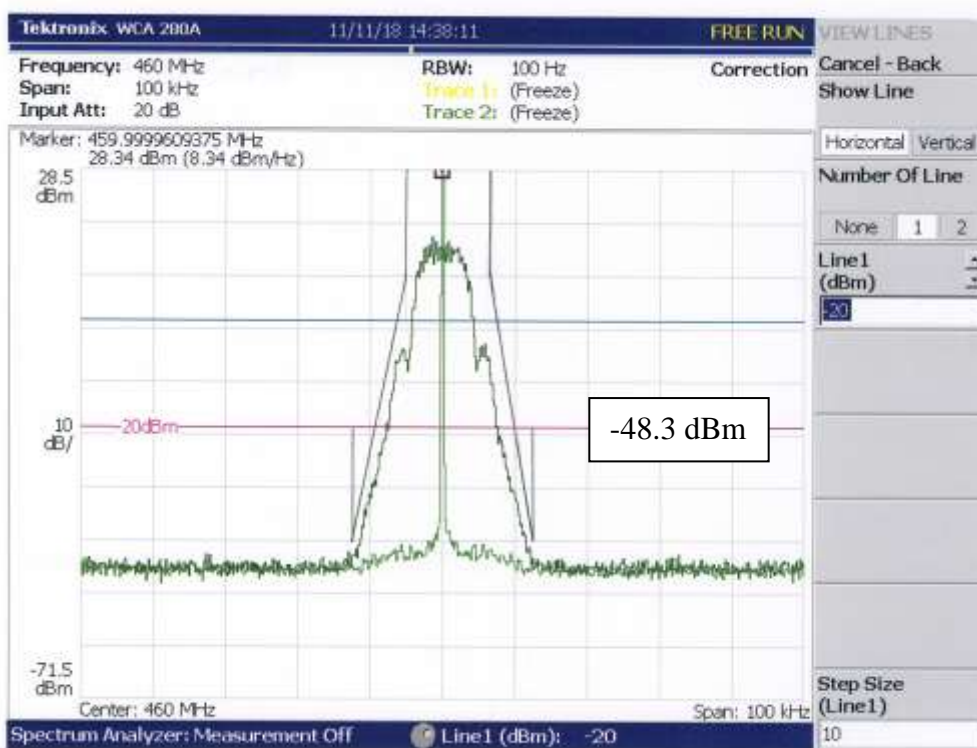 Tektronix WCA 280A 11/11/18 14:38:11 FREE RUN
Frequency: 460 MHz
Span: 100 kHz
Input Att: 20 dB
RBW: 100 Hz
Trace 1: (Freeze)
Trace 2: (Freeze)
Correction
Marker: 459.9999609375 MHz
28.34 dBm (8.34 dBm/Hz)
28.5
dBm
10
dB/
-20dBm
-48.3 dBm
-71.5
dBm
Center: 460 MHz
Span: 100 kHz
Spectrum Analyzer: Measurement Off
Line1 (dBm): -20
VIEW LINES
Cancel - Back
Show Line
Horizontal Vertical
Number Of Line
None 1 2
Line1
(dBm)
-20
Step Size
(Line1)
10